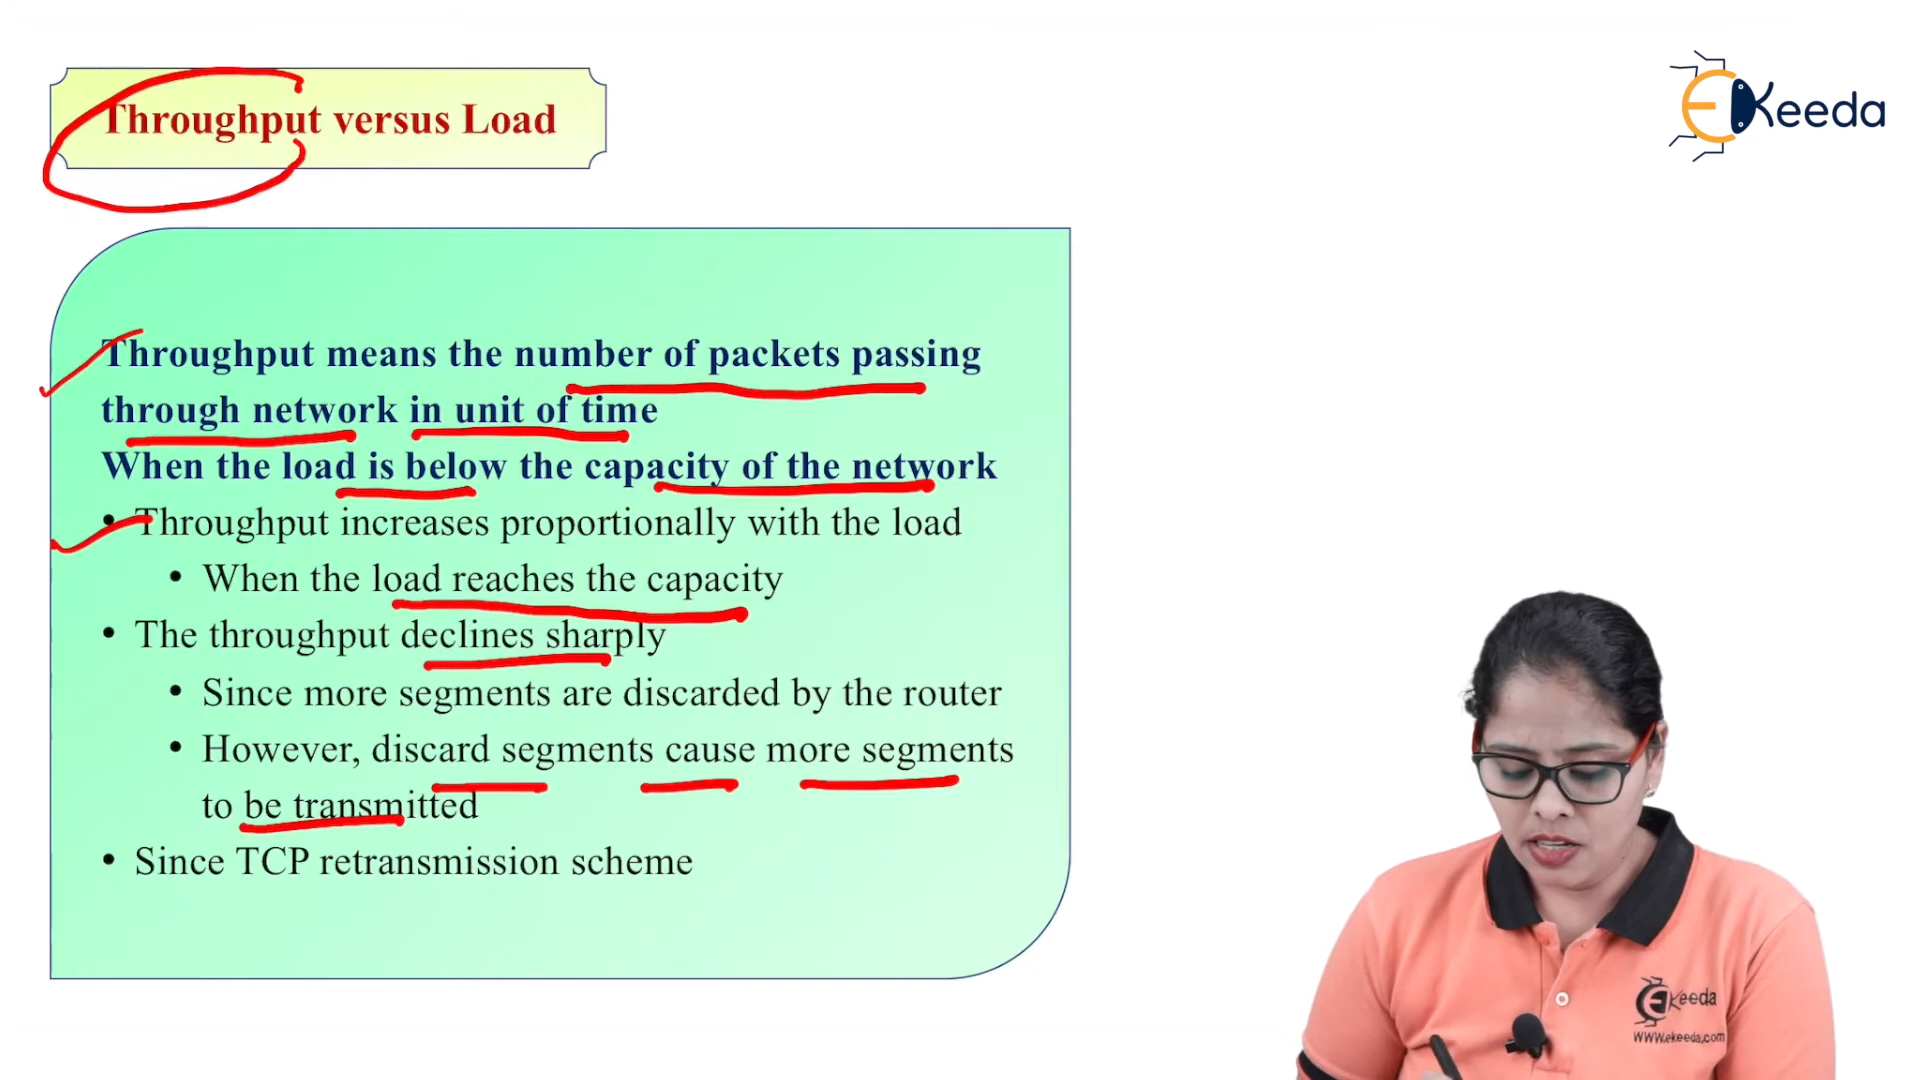 Throughput versus Load
EKeeda
Throughput means the number of packets passing
through network in unit of time
When the load is below the capacity of the network
• Throughput increases proportionally with the load
• When the load reaches the capacity
• The throughput declines sharply
• Since more segments are discarded by the router
• However, discard segments cause more segments
to be transmitted
• Since TCP retransmission scheme
EKeeda
www.ekeeda.com